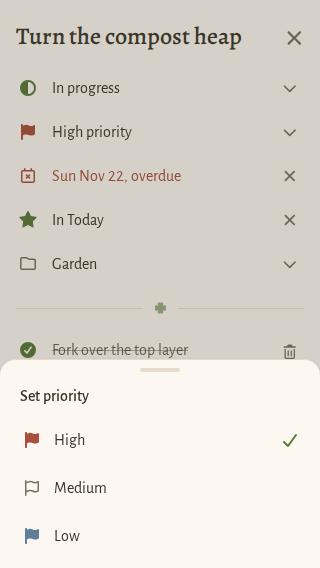 Turn the compost heap
In progress
High priority
Sun Nov 22, overdue
In Today
Garden
Fork over the top layer
Set priority
High
Medium
Low